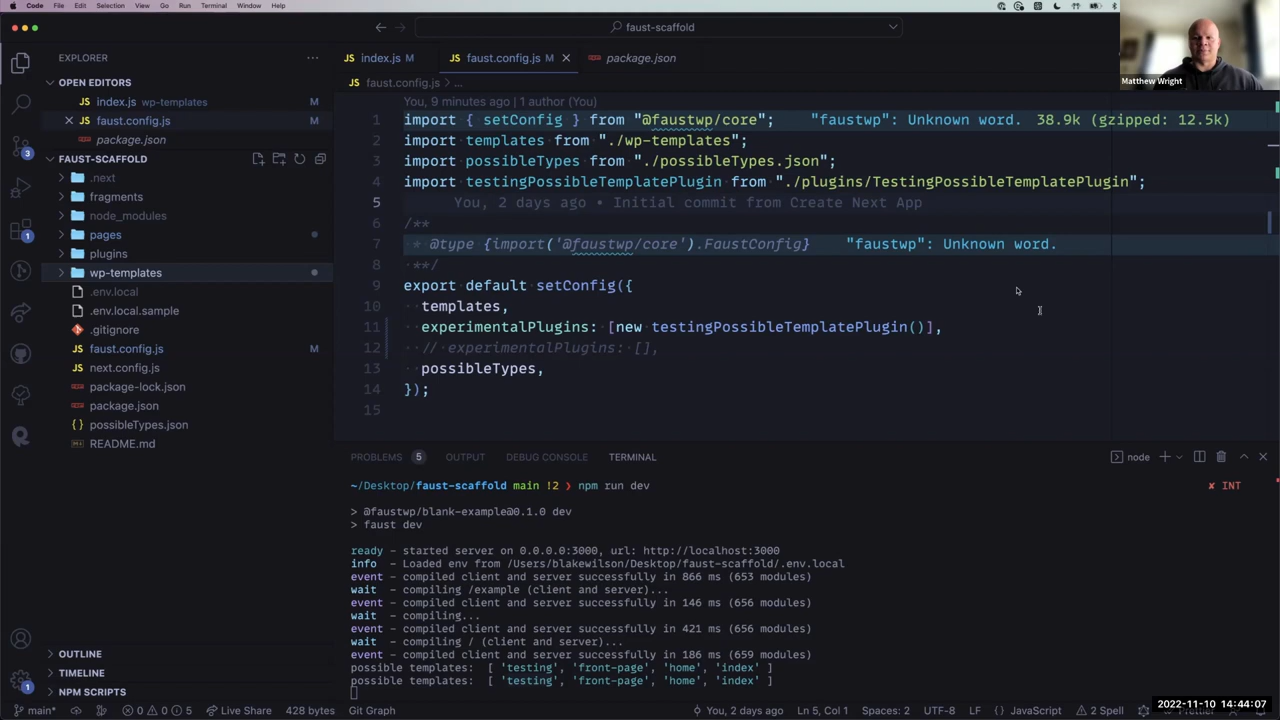 Code File Edit Selection View Go Run Terminal Window Help
faust-scaffold
Matthew Wright
EXPLORER
OPEN EDITORS
JS index.js wp-templates M
JS faust.config.js M
package.json
FAUST-SCAFFOLD
.next
fragments
node_modules
pages
plugins
wp-templates
.env.local
.env.local.sample
.gitignore
JS faust.config.js M
JS next.config.js
package-lock.json
package.json
{ } possibleTypes.json
README.md
OUTLINE
TIMELINE
NPM SCRIPTS
3
1
1
JS index.js M
JS faust.config.js M
package.json
JS faust.config.js > ...
You, 9 minutes ago | 1 author (You)
1 import { setConfig } from "@faustwp/core"; "faustwp": Unknown word. 38.9k (gzipped: 12.5k)
2 import templates from "./wp-templates";
3 import possibleTypes from "./possibleTypes.json";
4 import testingPossibleTemplatePlugin from "./plugins/TestingPossibleTemplatePlugin";
5 You, 2 days ago • Initial commit from Create Next App
6 /**
7 * @type {import('@faustwp/core').FaustConfig} "faustwp": Unknown word.
8 **/
9 export default setConfig({
10 templates,
11 experimentalPlugins: [new testingPossibleTemplatePlugin()],
12 // experimentalPlugins: [],
13 possibleTypes,
14 });
15
PROBLEMS 5 OUTPUT DEBUG CONSOLE TERMINAL
node
~/Desktop/faust-scaffold main !2 ❯ npm run dev ✘ INT
> @faustwp/blank-example@0.1.0 dev
> faust dev
ready - started server on 0.0.0.0:3000, url: http://localhost:3000
info - Loaded env from /Users/blakewilson/Desktop/faust-scaffold/.env.local
event - compiled client and server successfully in 866 ms (653 modules)
wait - compiling /example (client and server)...
event - compiled client and server successfully in 146 ms (656 modules)
wait - compiling...
event - compiled client and server successfully in 421 ms (656 modules)
wait - compiling / (client and server)...
event - compiled client and server successfully in 186 ms (659 modules)
possible templates: [ 'testing', 'front-page', 'home', 'index' ]
possible templates: [ 'testing', 'front-page', 'home', 'index' ]
main* 0 0 5 Live Share 428 bytes Git Graph You, 2 days ago Ln 5, Col 1 Spaces: 2 UTF-8 LF JavaScript 2 Spell
2022-11-10 14:44:07